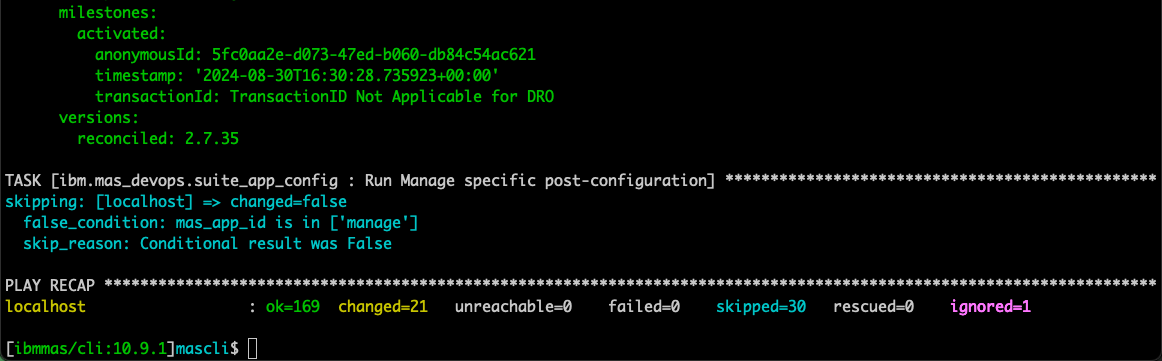 milestones:
activated:
anonymousId: 5fc0aa2e-d073-47ed-b060-db84c54ac621
timestamp: '2024-08-30T16:30:28.735923+00:00'
transactionId: TransactionID Not Applicable for DRO
versions:
reconciled: 2.7.35
TASK [ibm.mas_devops.suite_app_config : Run Manage specific post-configuration] ************************************************
skipping: [localhost] => changed=false
false_condition: mas_app_id is in ['manage']
skip_reason: Conditional result was False
PLAY RECAP *********************************************************************************************************************
localhost : ok=169 changed=21 unreachable=0 failed=0 skipped=30 rescued=0 ignored=1
[ibmmas/cli:10.9.1]mascli$